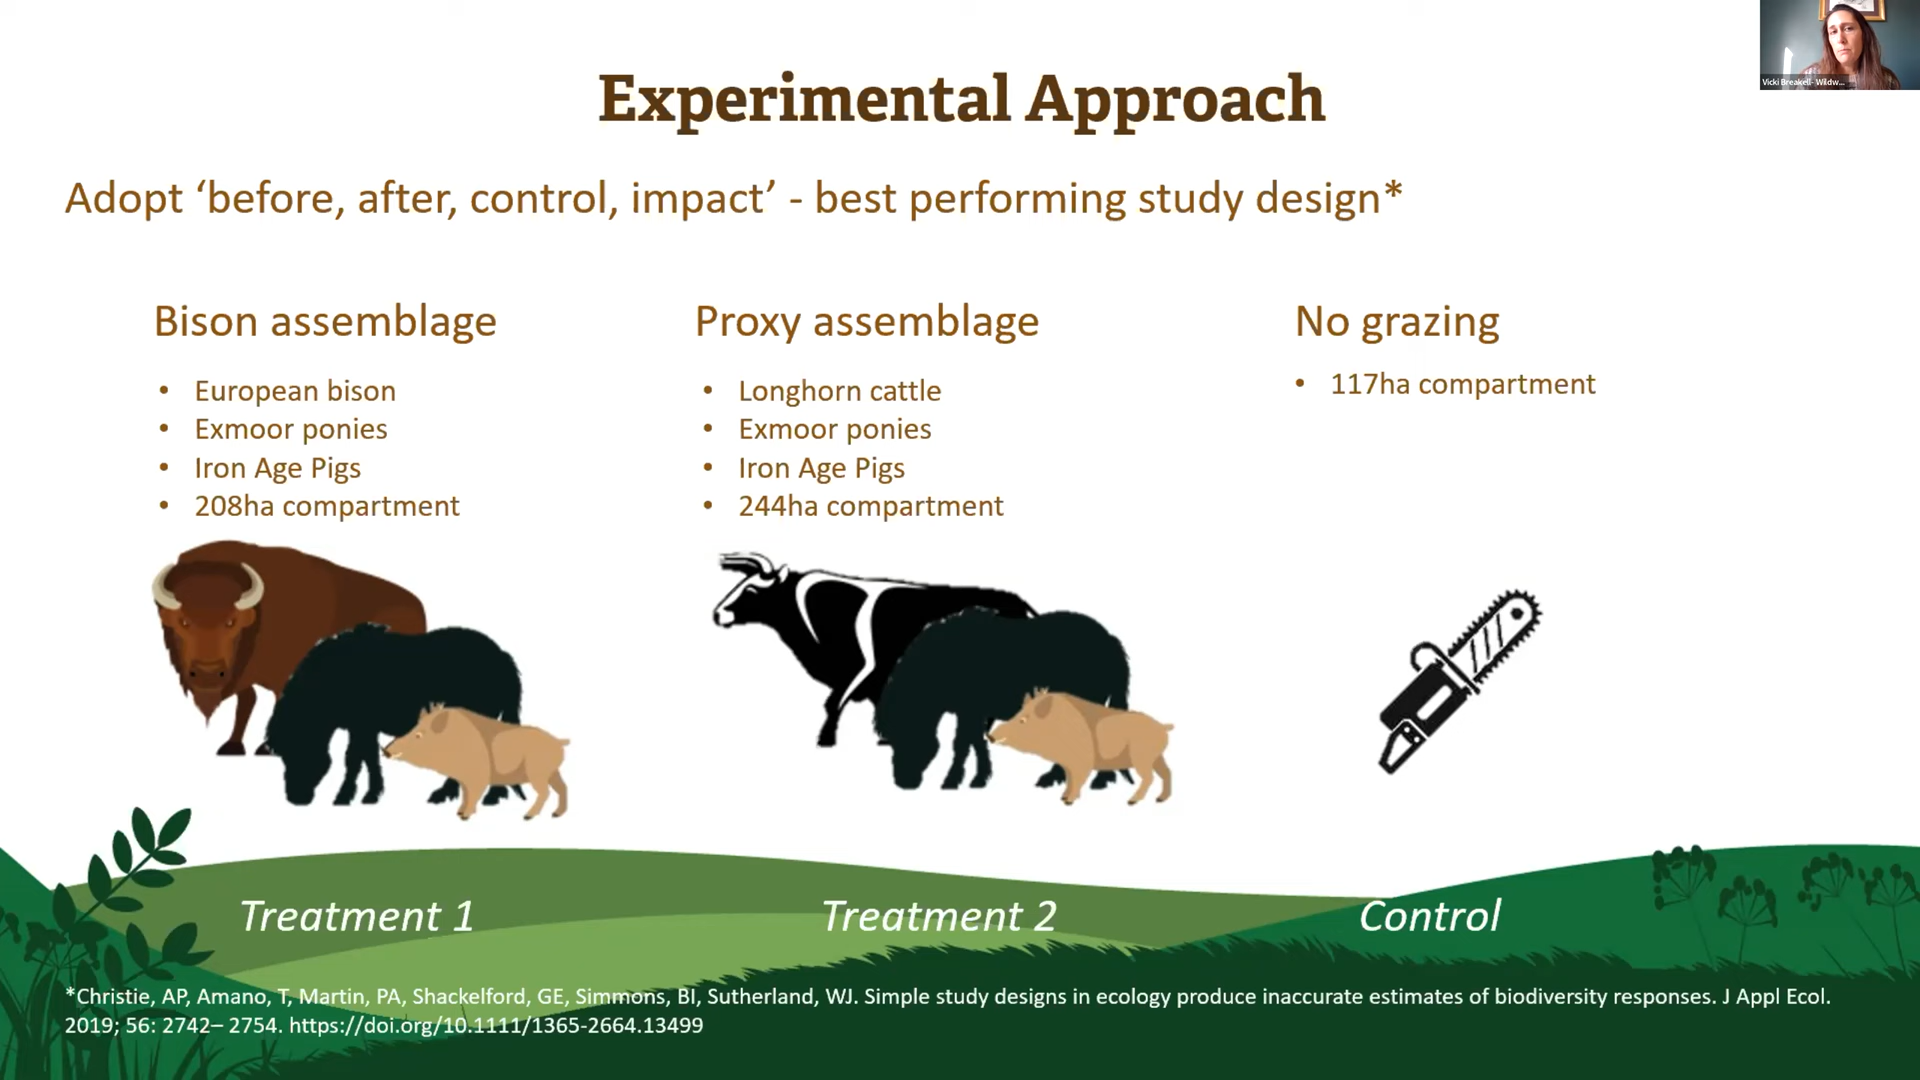 Vicki Breakell- Wildw...
Experimental Approach
Adopt ‘before, after, control, impact’ - best performing study design*
Bison assemblage
• European bison
• Exmoor ponies
• Iron Age Pigs
• 208ha compartment
Proxy assemblage
• Longhorn cattle
• Exmoor ponies
• Iron Age Pigs
• 244ha compartment
No grazing
• 117ha compartment
Treatment 1
Treatment 2
Control
*Christie, AP, Amano, T, Martin, PA, Shackelford, GE, Simmons, BI, Sutherland, WJ. Simple study designs in ecology produce inaccurate estimates of biodiversity responses. J Appl Ecol.
2019; 56: 2742– 2754. https://doi.org/10.1111/1365-2664.13499